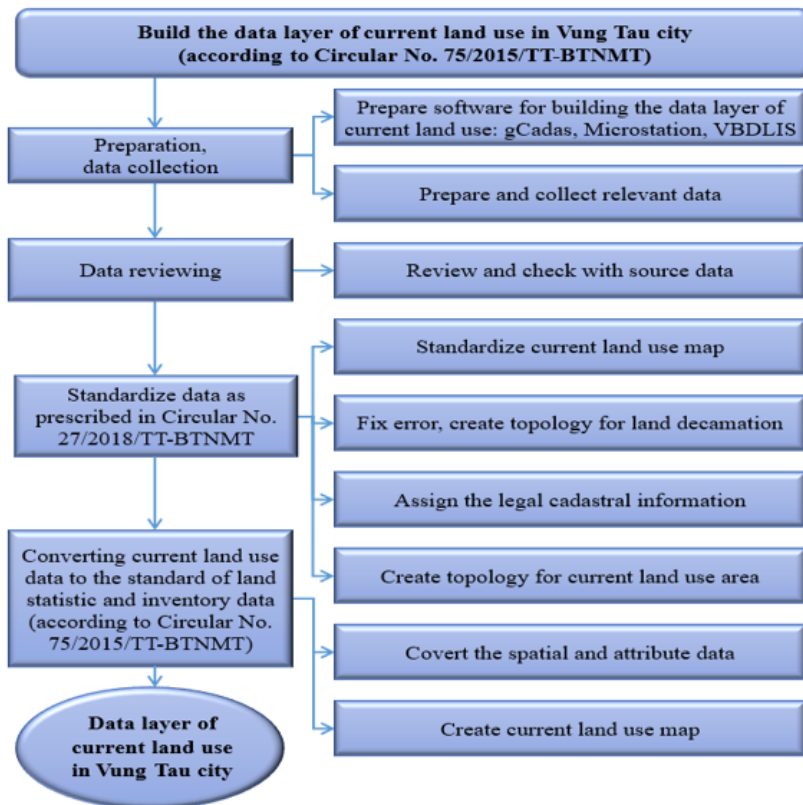 Build the data layer of current land use in Vung Tau city
(according to Circular No. 75/2015/TT-BTNMT)
Preparation,
data collection
Prepare software for building the data layer of
current land use: gCadas, Microstation, VBDLIS
Prepare and collect relevant data
Data reviewing
Review and check with source data
Standardize data as
prescribed in Circular No.
27/2018/TT-BTNMT
Standardize current land use map
Fix error, create topology for land decamation
Assign the legal cadastral information
Create topology for current land use area
Converting current land use
data to the standard of land
statistic and inventory data
(according to Circular No.
75/2015/TT-BTNMT)
Covert the spatial and attribute data
Create current land use map
Data layer of
current land use
in Vung Tau city